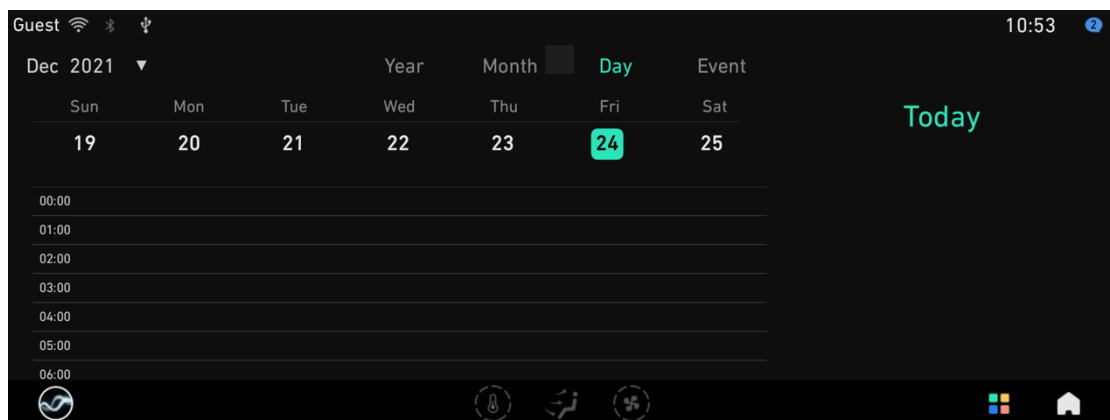 Guest 10:53 2
Dec 2021 ▼ Year Month Day Event
Sun Mon Tue Wed Thu Fri Sat
Today
19 20 21 22 23 24 25
00:00
01:00
02:00
03:00
04:00
05:00
06:00